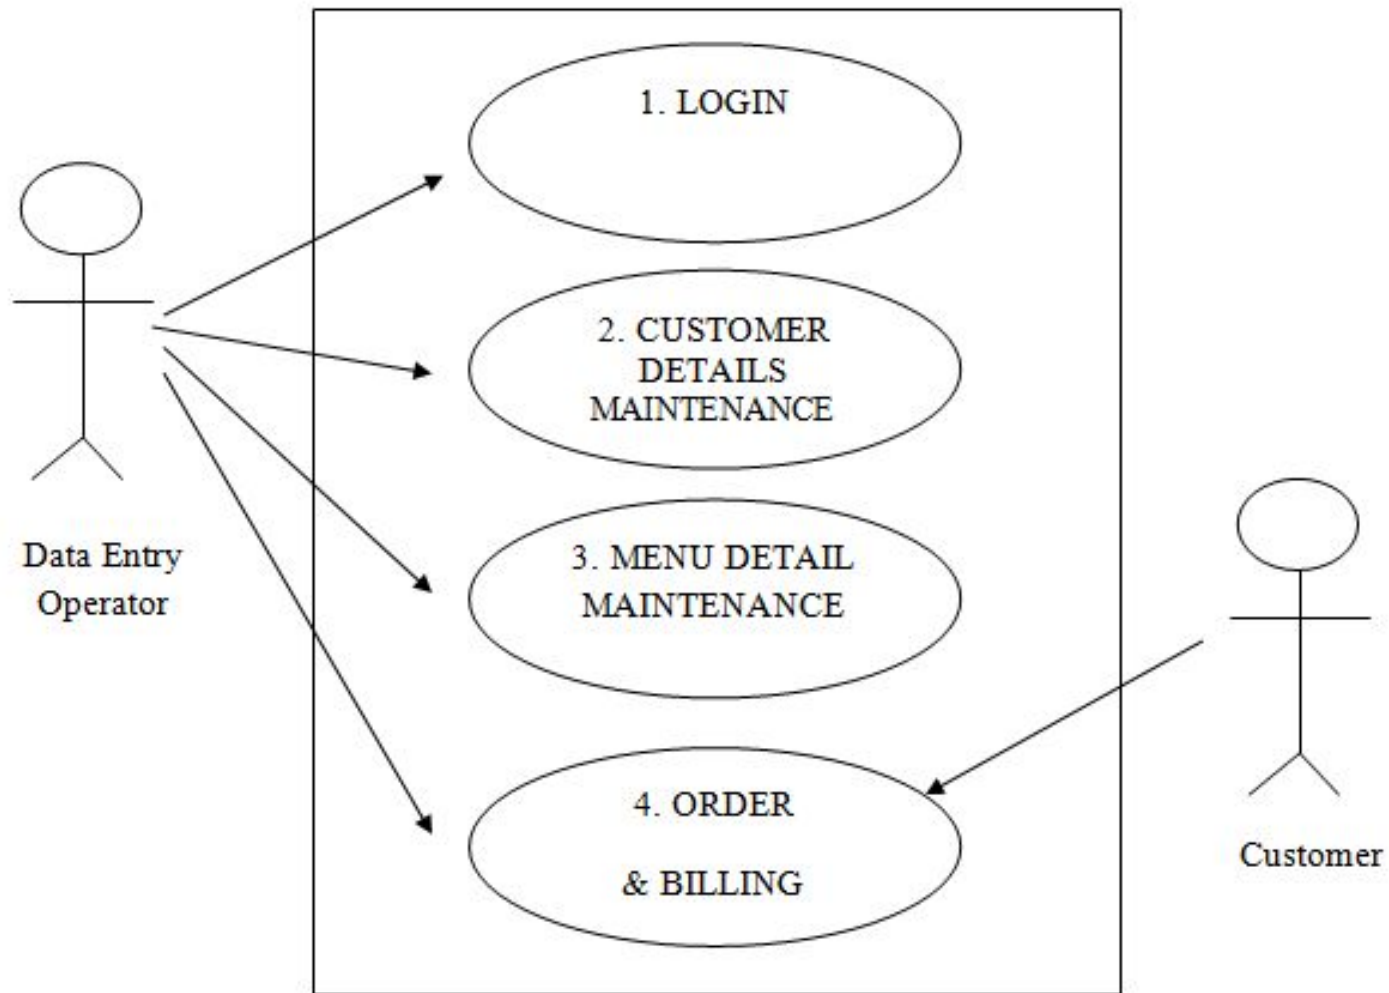 1. LOGIN
2. CUSTOMER
DETAILS
MAINTENANCE
3. MENU DETAIL
MAINTENANCE
4. ORDER
& BILLING
Data Entry
Operator
Customer